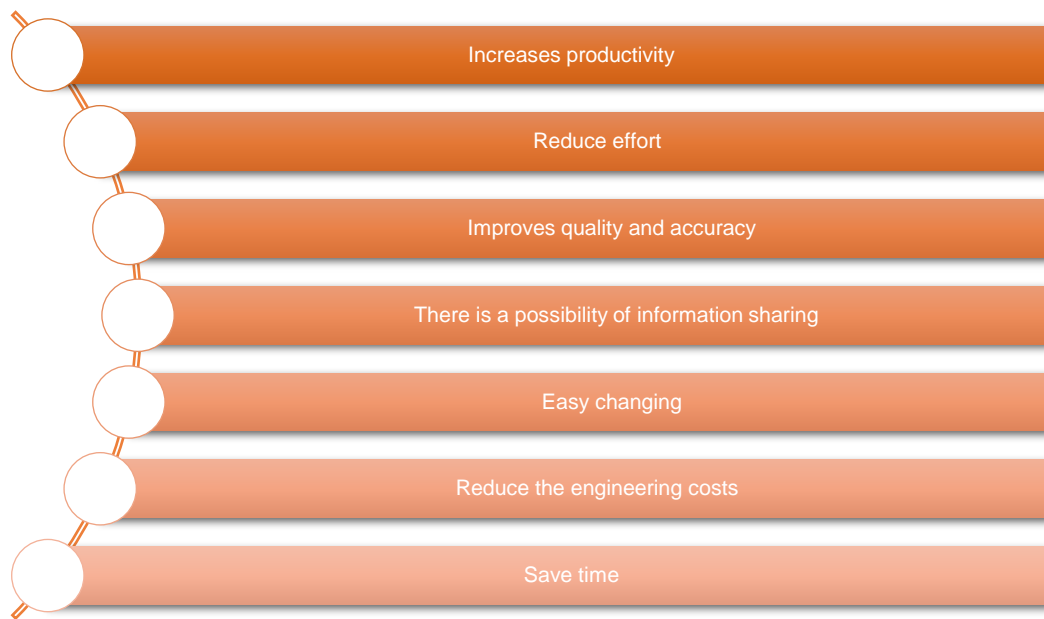 Increases productivity
Reduce effort
Improves quality and accuracy
There is a possibility of information sharing
Easy changing
Reduce the engineering costs
Save time